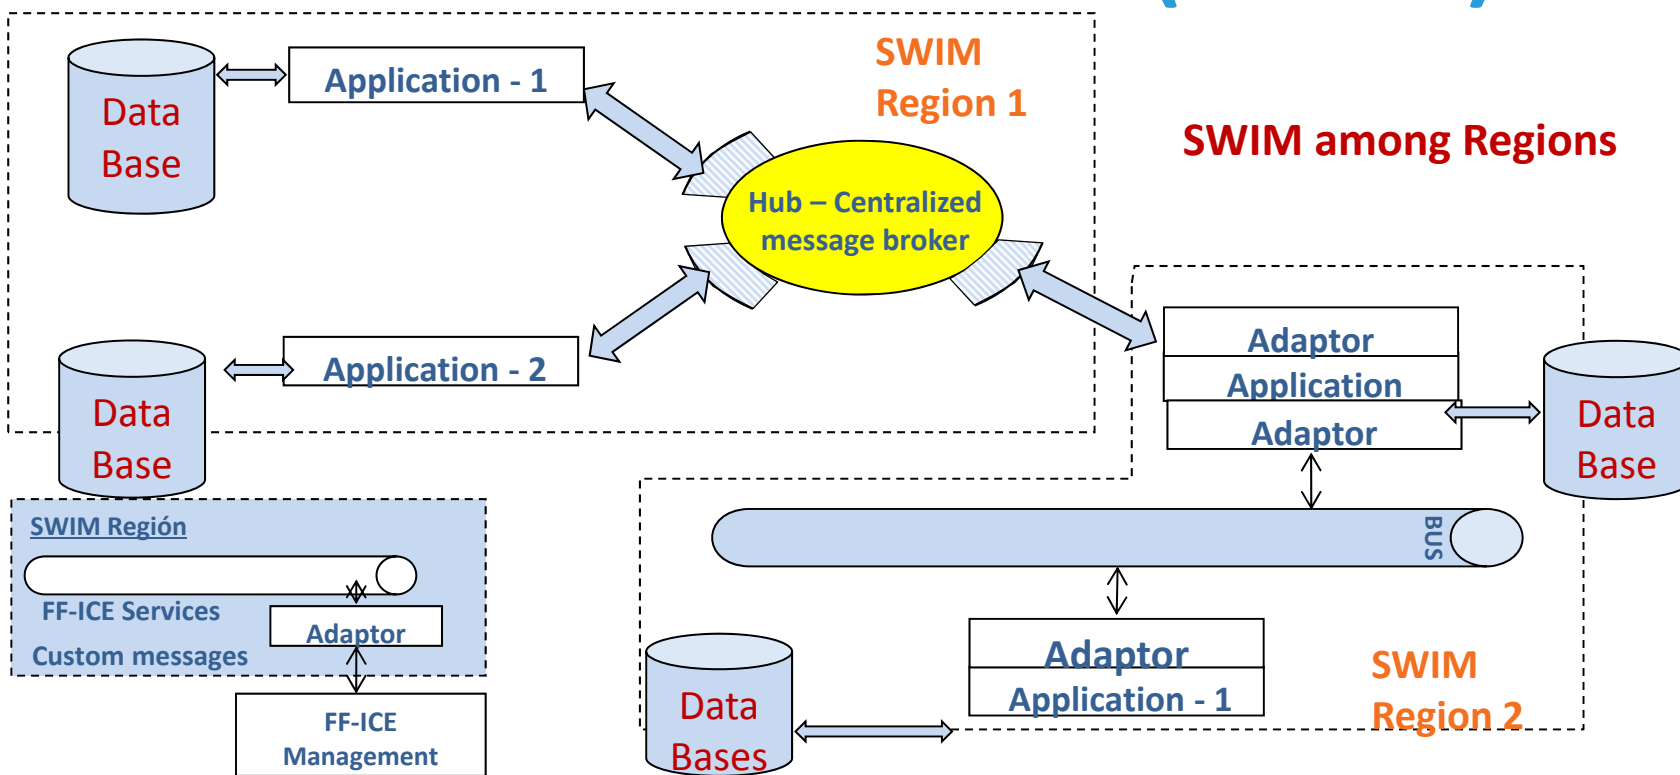 SWIM
Region 1
Data
Base
Application - 1
SWIM among Regions
Hub – Centralized
message broker
Application - 2
Data
Base
Adaptor
Application
Adaptor
Data
Base
SWIM Región
FF-ICE Services
Adaptor
Custom messages
FF-ICE
Management
BUS
Adaptor
Application - 1
Data
Bases
SWIM
Region 2